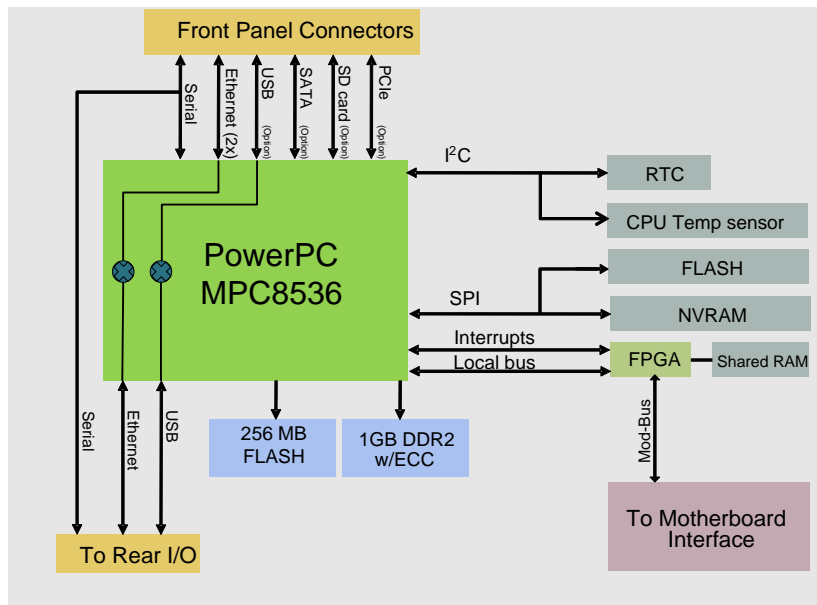 Front Panel Connectors
Serial
Ethernet (2x)
USB (Option)
SATA (Option)
SD card (Option)
PCIe (Option)
I²C
RTC
CPU Temp sensor
PowerPC
MPC8536
FLASH
SPI
NVRAM
Interrupts
Local bus
FPGA
Shared RAM
Serial
Ethernet
USB
256 MB
FLASH
1GB DDR2
w/ECC
Mod-Bus
To Motherboard
Interface
To Rear I/O